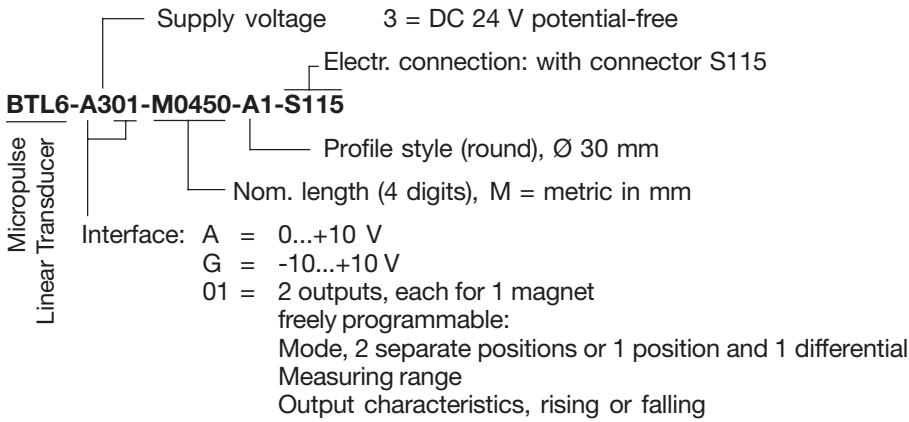 Supply voltage 3 = DC 24 V potential-free
Electr. connection: with connector S115
BTL6-A301-M0450-A1-S115
Profile style (round), Ø 30 mm
Nom. length (4 digits), M = metric in mm
Micropulse
Linear Transducer
Interface: A = 0...+10 V
G = -10...+10 V
01 = 2 outputs, each for 1 magnet
freely programmable:
Mode, 2 separate positions or 1 position and 1 differential
Measuring range
Output characteristics, rising or falling